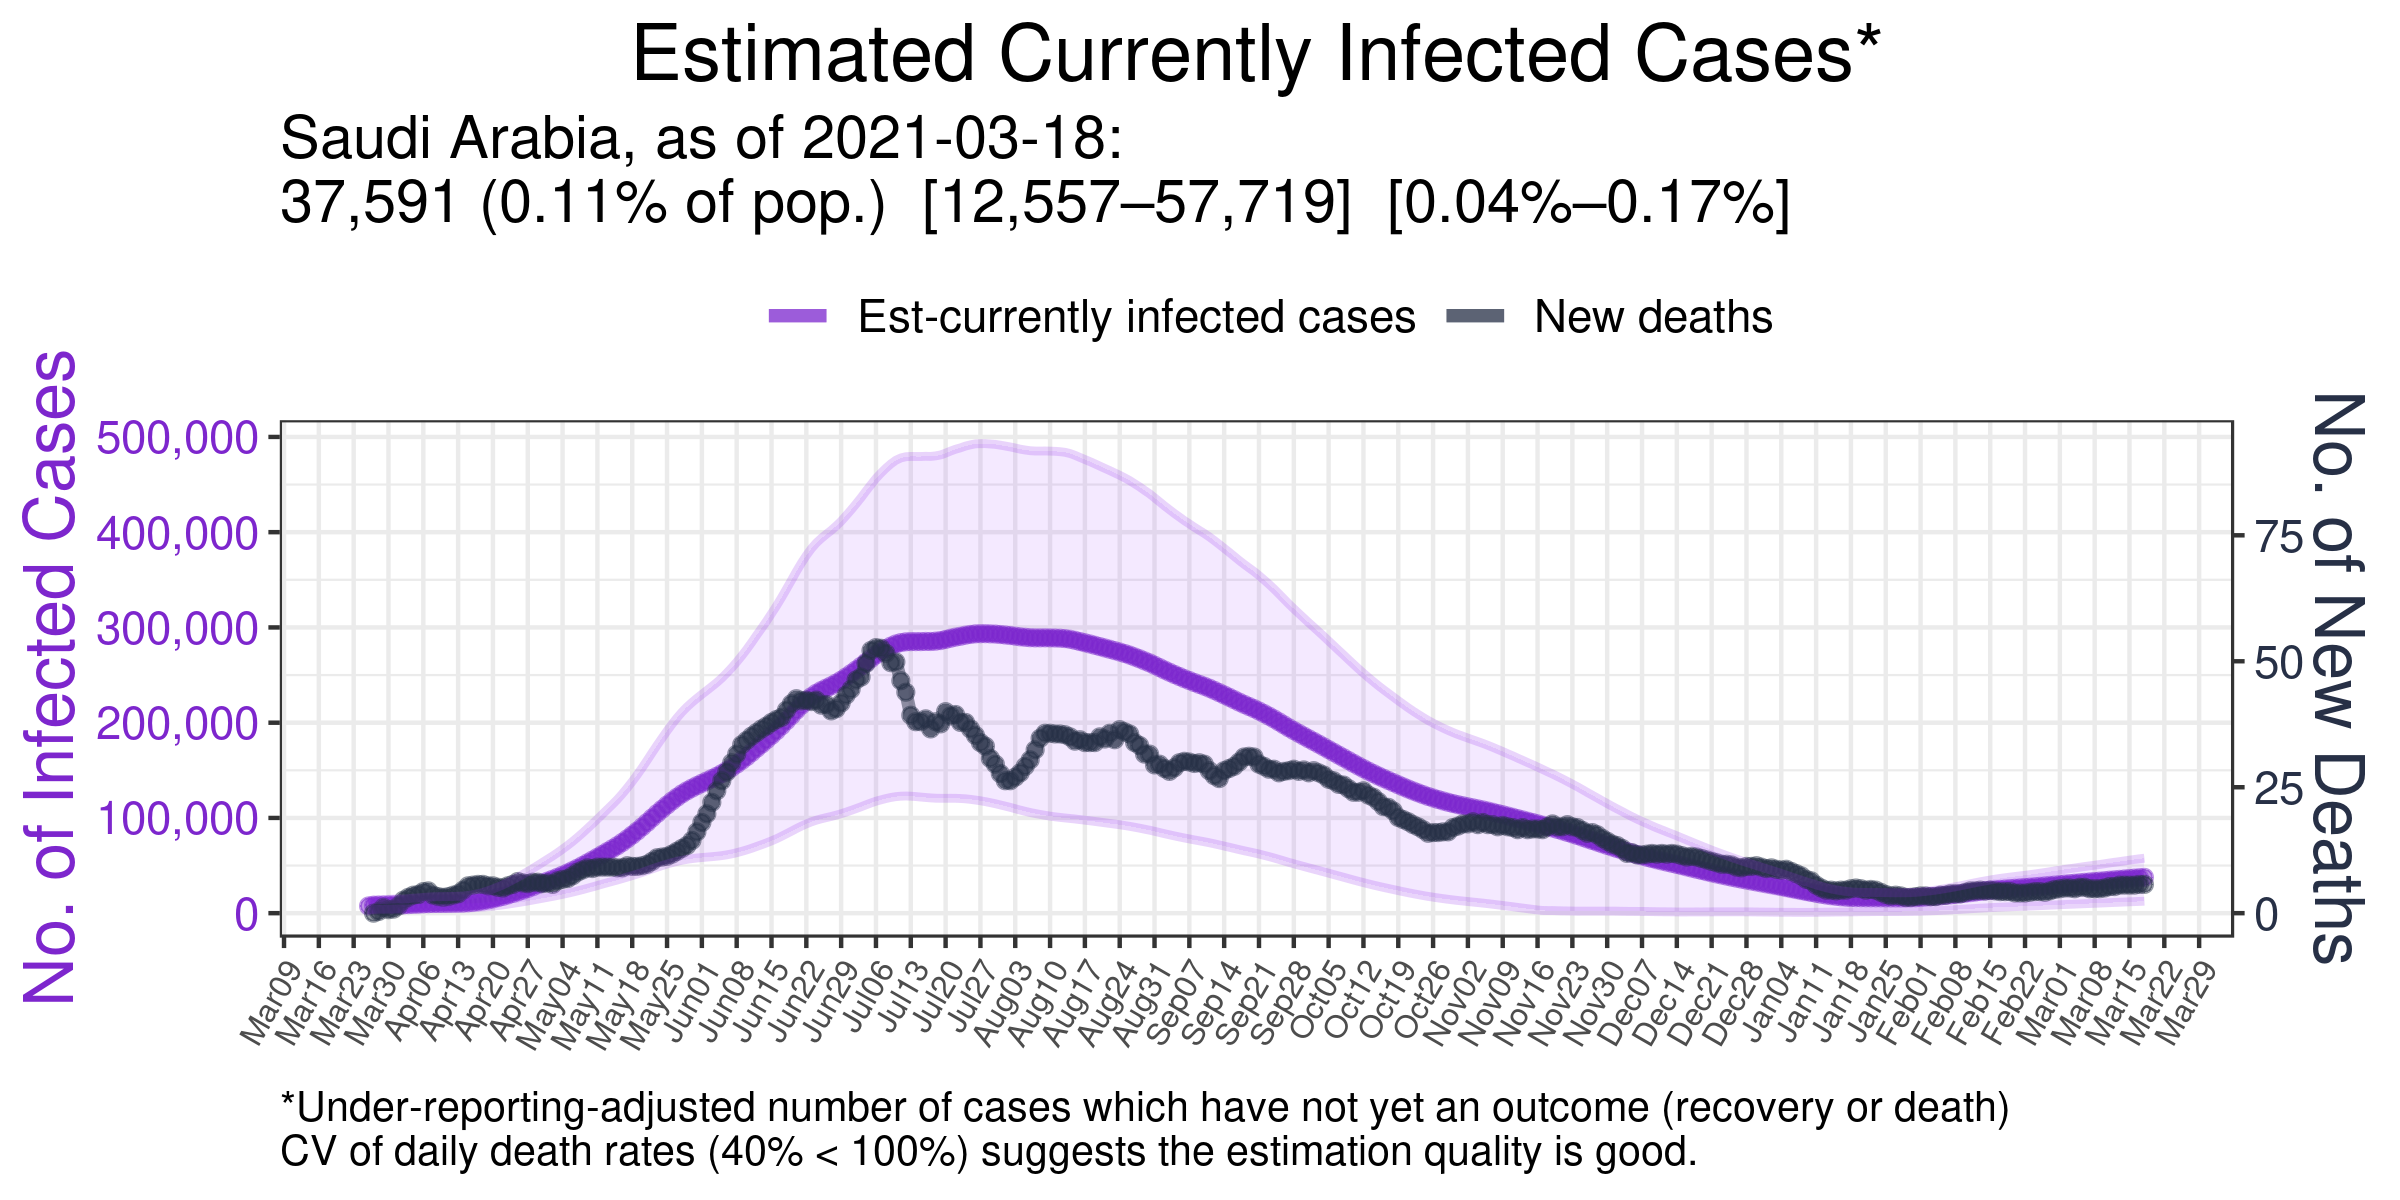 Estimated Currently Infected Cases*
Saudi Arabia, as of 2021-03-18:
37,591 (0.11% of pop.)  [12,557–57,719]  [0.04%–0.17%]
Est-currently infected cases
New deaths
No. of Infected Cases
500,000
400,000
300,000
200,000
100,000
0
No. of New Deaths
75
50
25
0
Mar09
Mar16
Mar23
Mar30
Apr06
Apr13
Apr20
Apr27
May04
May11
May18
May25
Jun01
Jun08
Jun15
Jun22
Jun29
Jul06
Jul13
Jul20
Jul27
Aug03
Aug10
Aug17
Aug24
Aug31
Sep07
Sep14
Sep21
Sep28
Oct05
Oct12
Oct19
Oct26
Nov02
Nov09
Nov16
Nov23
Nov30
Dec07
Dec14
Dec21
Dec28
Jan04
Jan11
Jan18
Jan25
Feb01
Feb08
Feb15
Feb22
Mar01
Mar08
Mar15
Mar22
Mar29
*Under-reporting-adjusted number of cases which have not yet an outcome (recovery or death)
CV of daily death rates (40% < 100%) suggests the estimation quality is good.